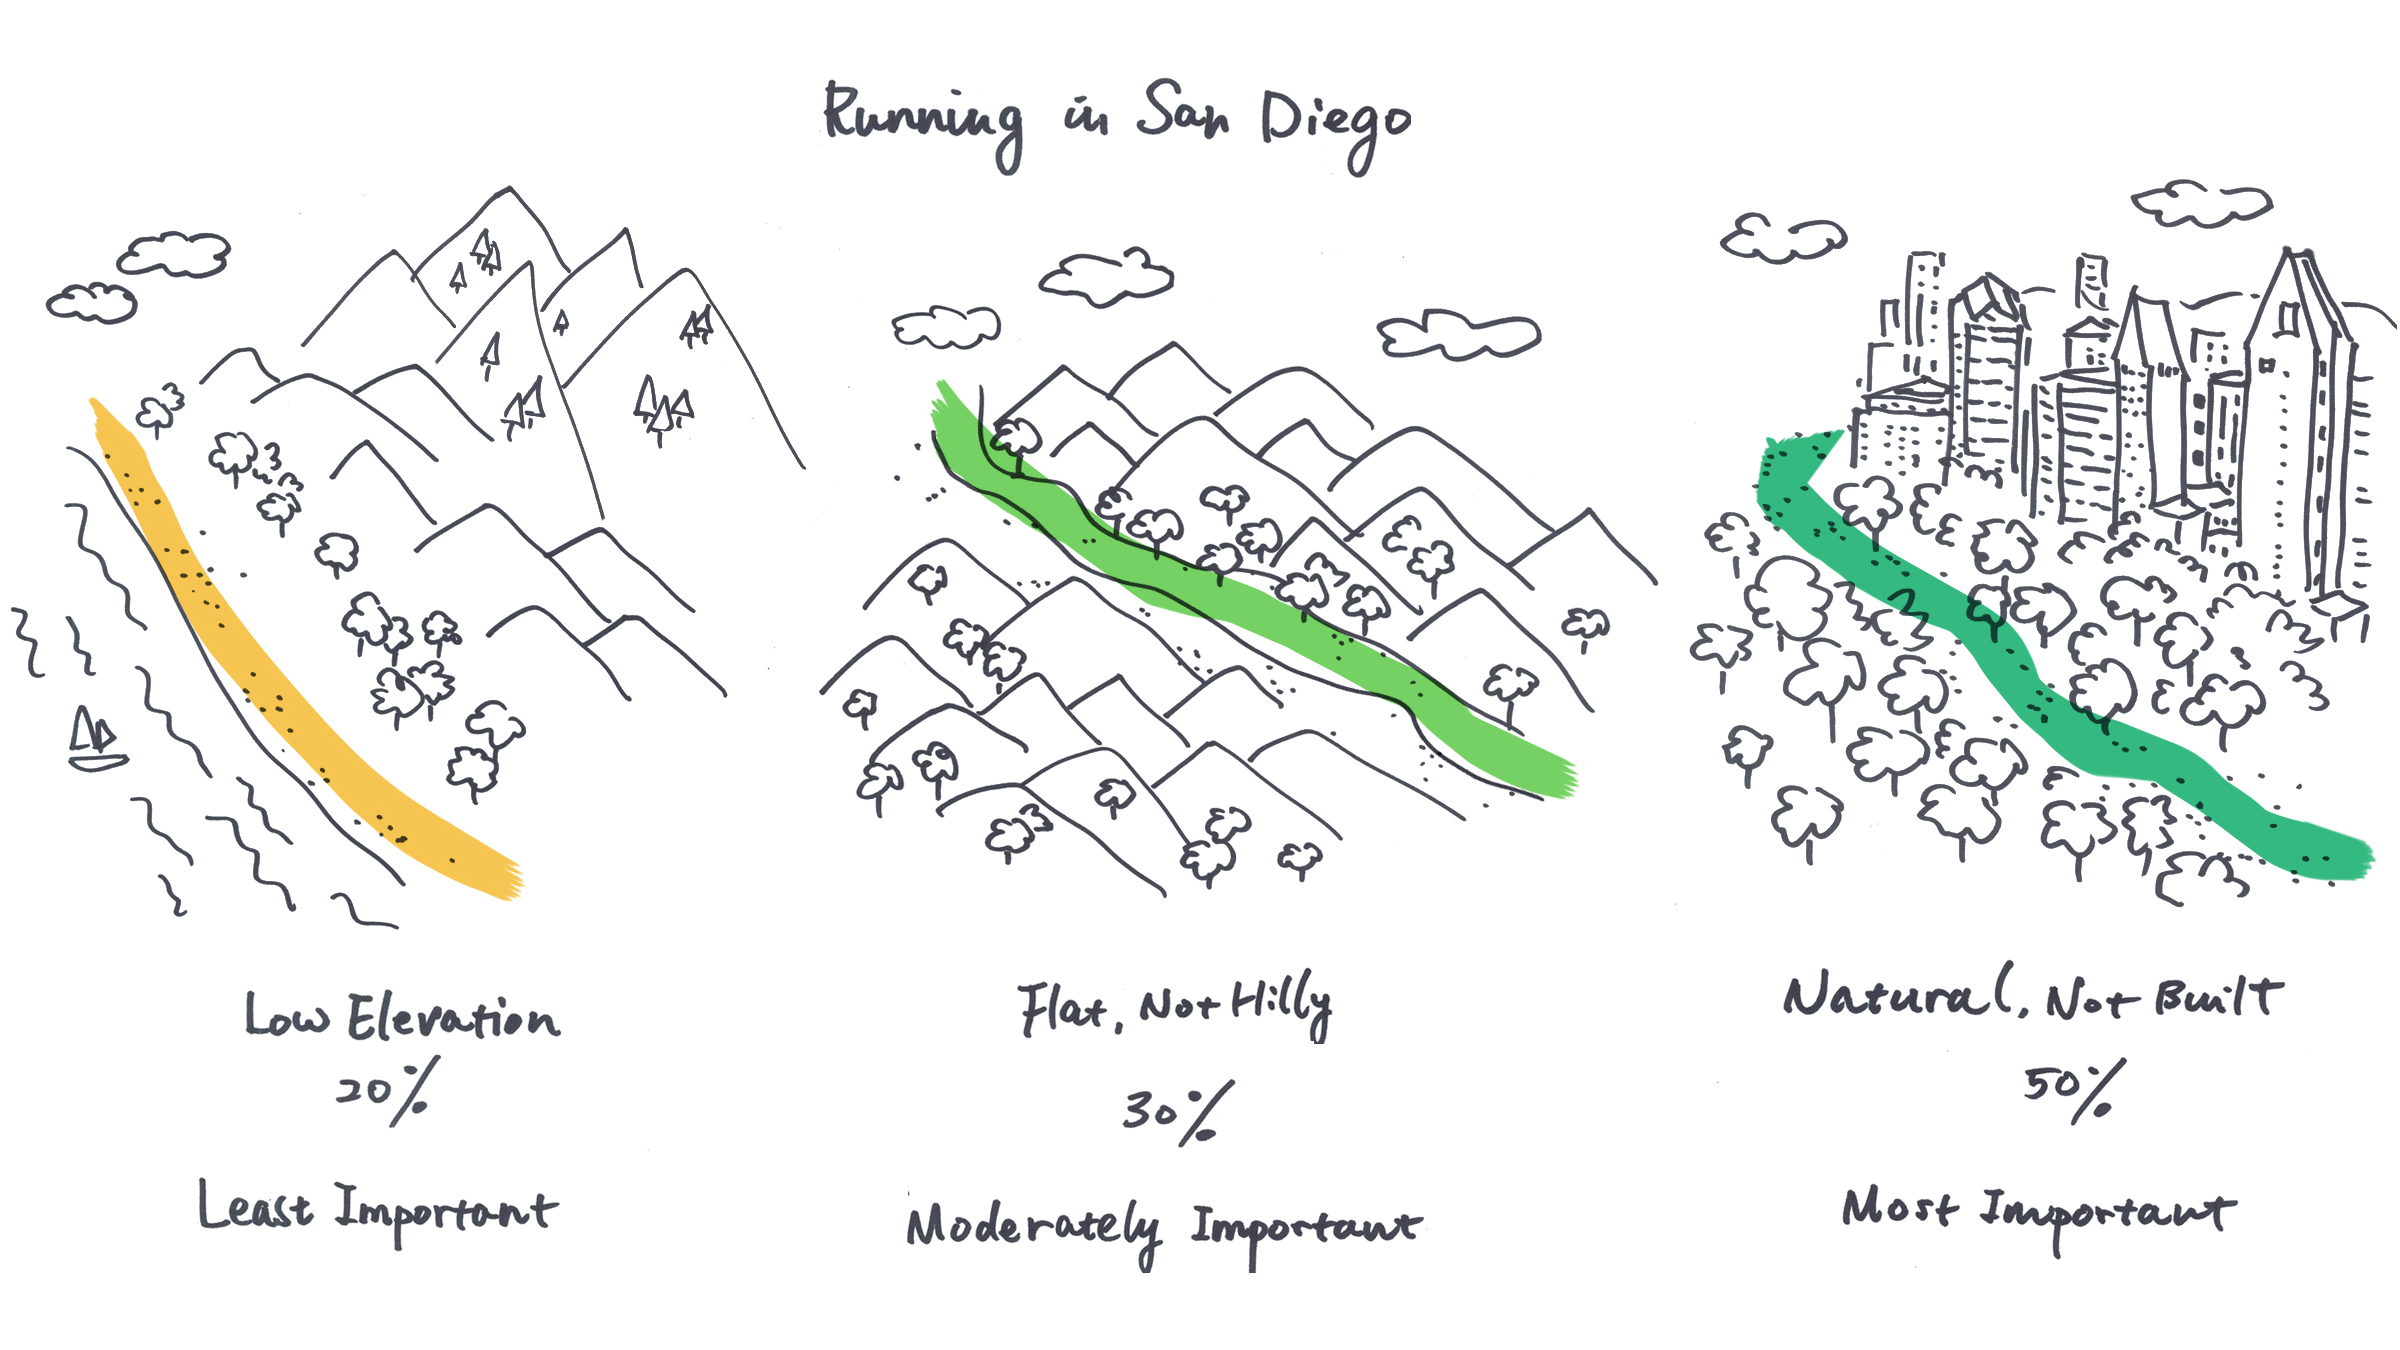 Running in San Diego
Low Elevation
20%
Least Important
Flat, Not Hilly
30%
Moderately Important
Natural, Not Built
50%
Most Important